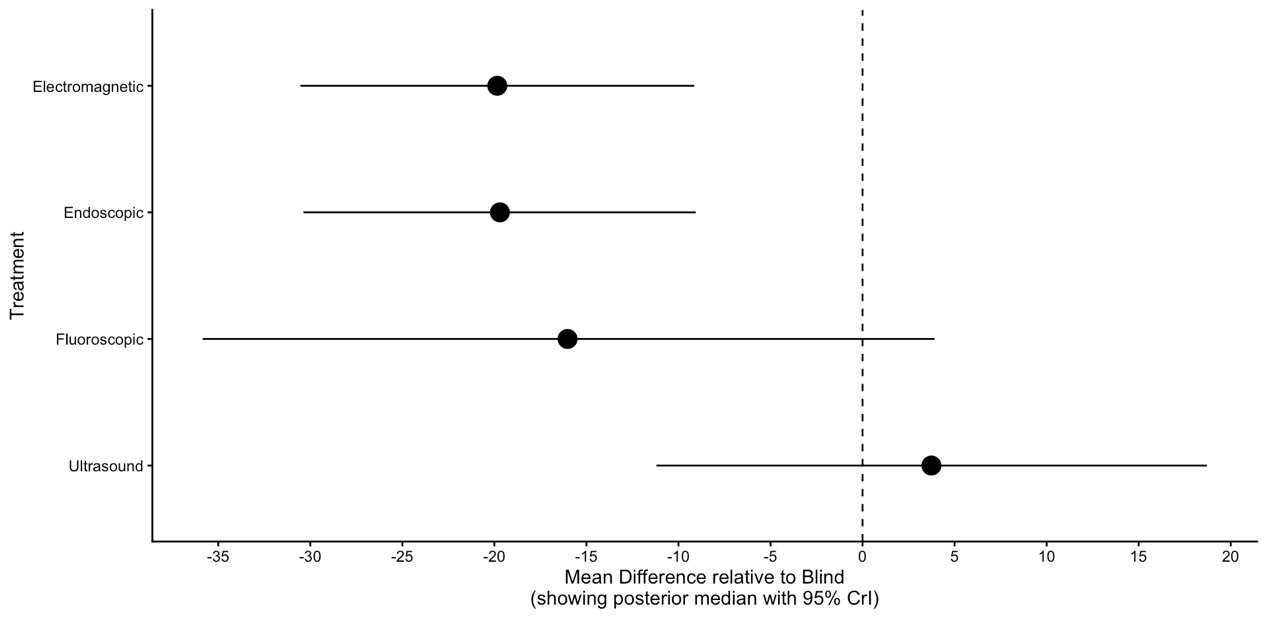 Electromagnetic
Endoscopic
Fluoroscopic
Ultrasound
Treatment
-35 -30 -25 -20 -15 -10 -5 0 5 10 15 20
Mean Difference relative to Blind
(showing posterior median with 95% CrI)